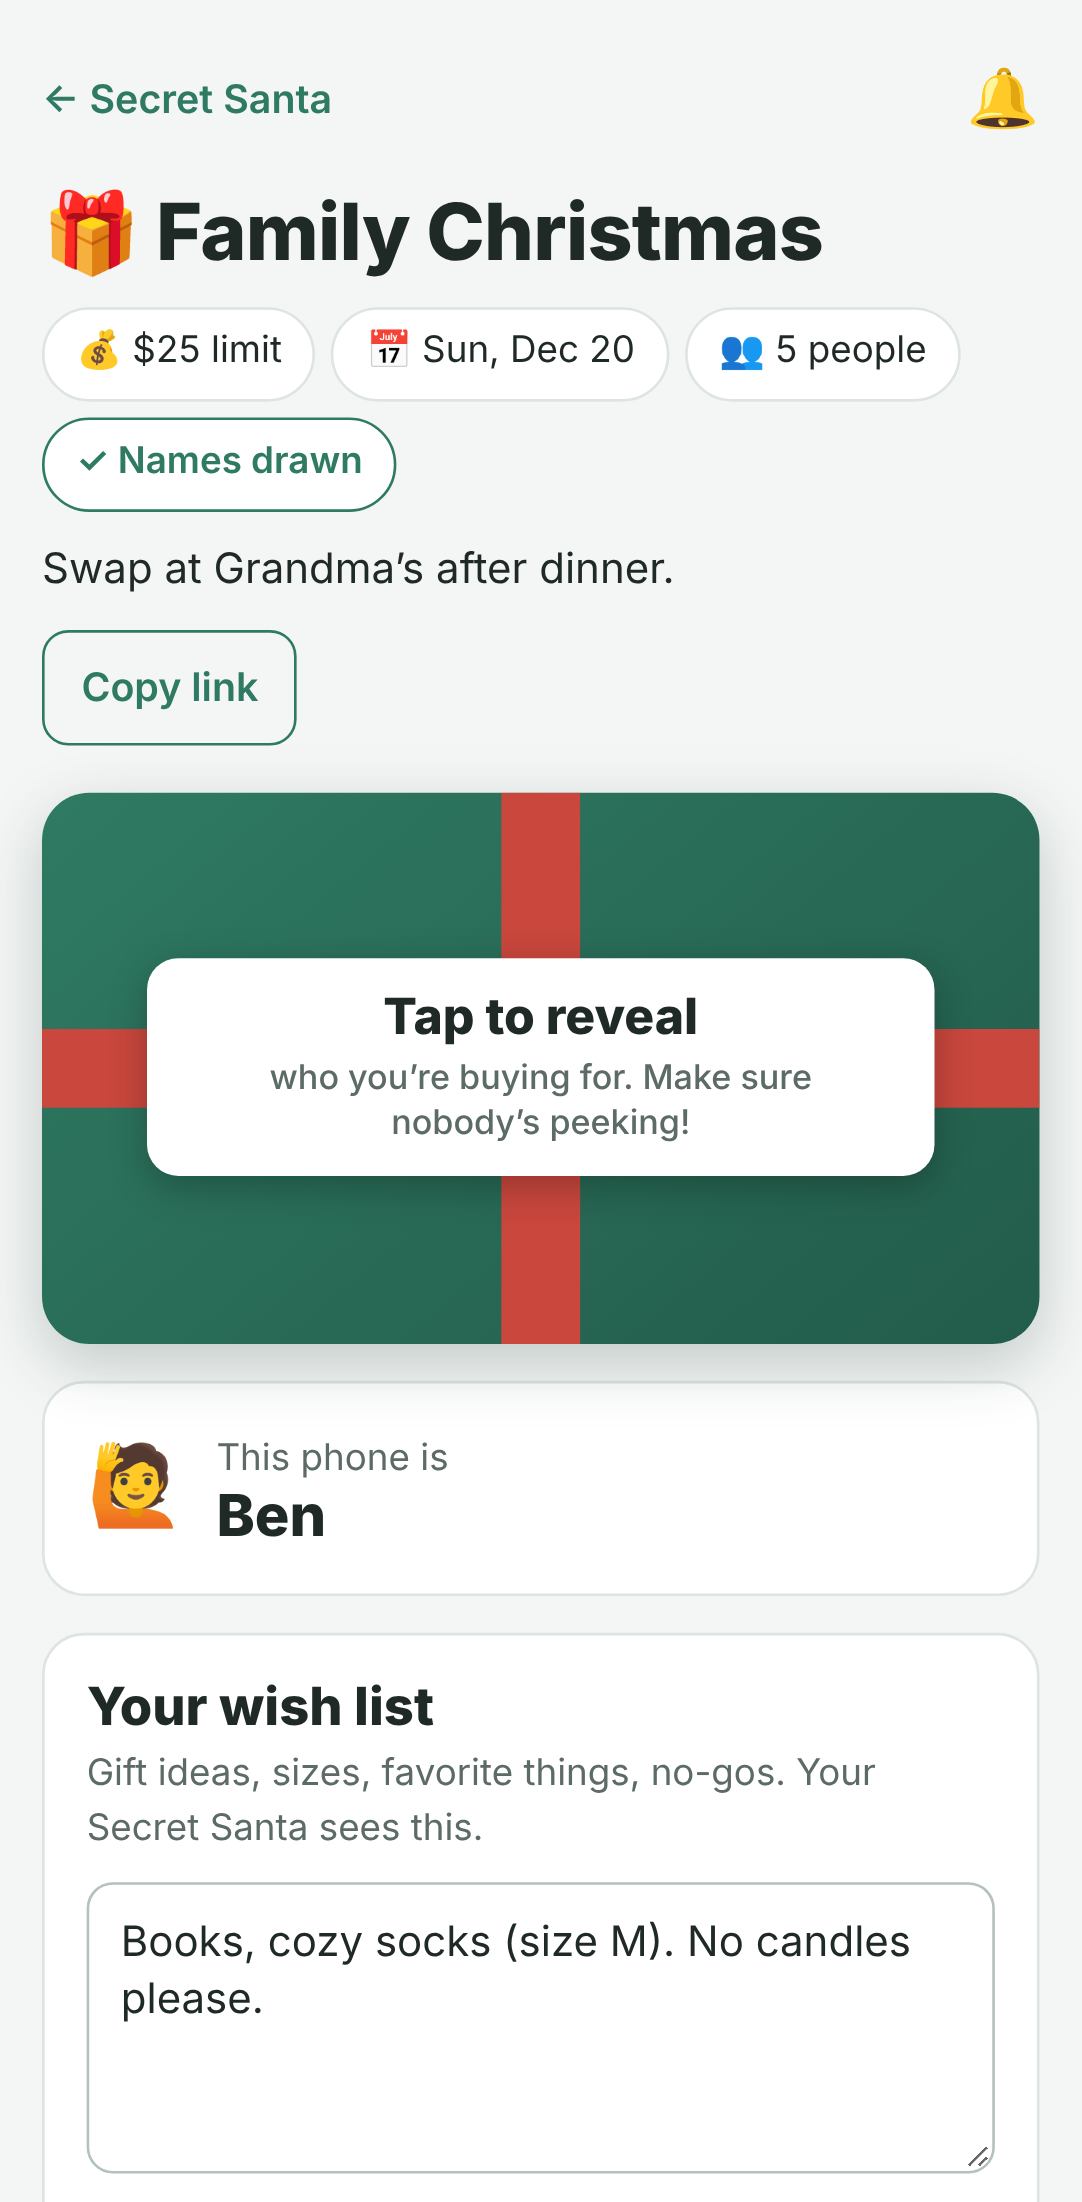 ← Secret Santa
Family Christmas
$25 limit
July 17 Sun, Dec 20
5 people
✓ Names drawn
Swap at Grandma’s after dinner.
Copy link
Tap to reveal
who you’re buying for. Make sure
nobody’s peeking!
This phone is
Ben
Your wish list
Gift ideas, sizes, favorite things, no-gos. Your
Secret Santa sees this.
Books, cozy socks (size M). No candles
please.